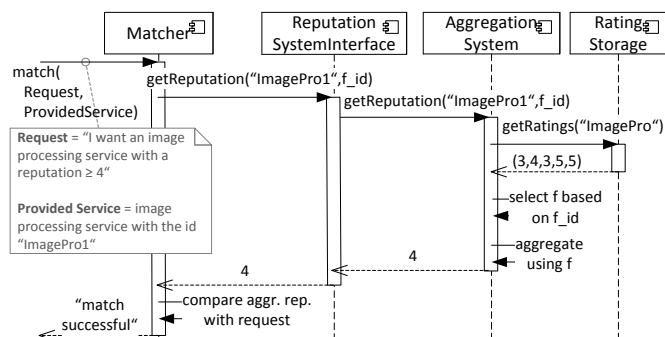 Matcher
Reputation
SystemInterface
Aggregation
System
Rating
Storage
match(
Request,
ProvidedService)
getReputation(“ImagePro1“,f_id)
getReputation(“ImagePro1“,f_id)
getRatings(“ImagePro“)
Request = “I want an image
processing service with a
reputation ≥ 4“
Provided Service = image
processing service with the id
“ImagePro1“
(3,4,3,5,5)
select f based
on f_id
aggregate
using f
4
4
“match
successful“
compare aggr. rep.
with request